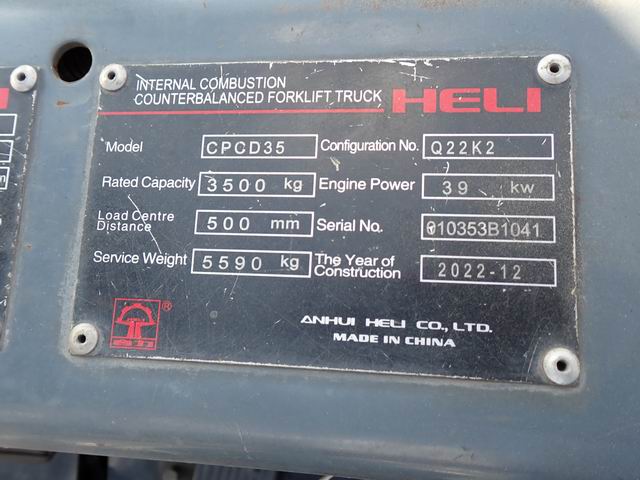 INTERNAL COMBUSTION
COUNTERBALANCED FORKLIFT TRUCK HELI
Model CPCD35 Configuration No. Q22K2
Rated Capacity 3500 kg Engine Power 39 kw
Load Centre Distance 500 mm Serial No. 010353B1041
Service Weight 5590 kg The Year of Construction 2022-12
®
ANHUI HELI CO., LTD.
MADE IN CHINA